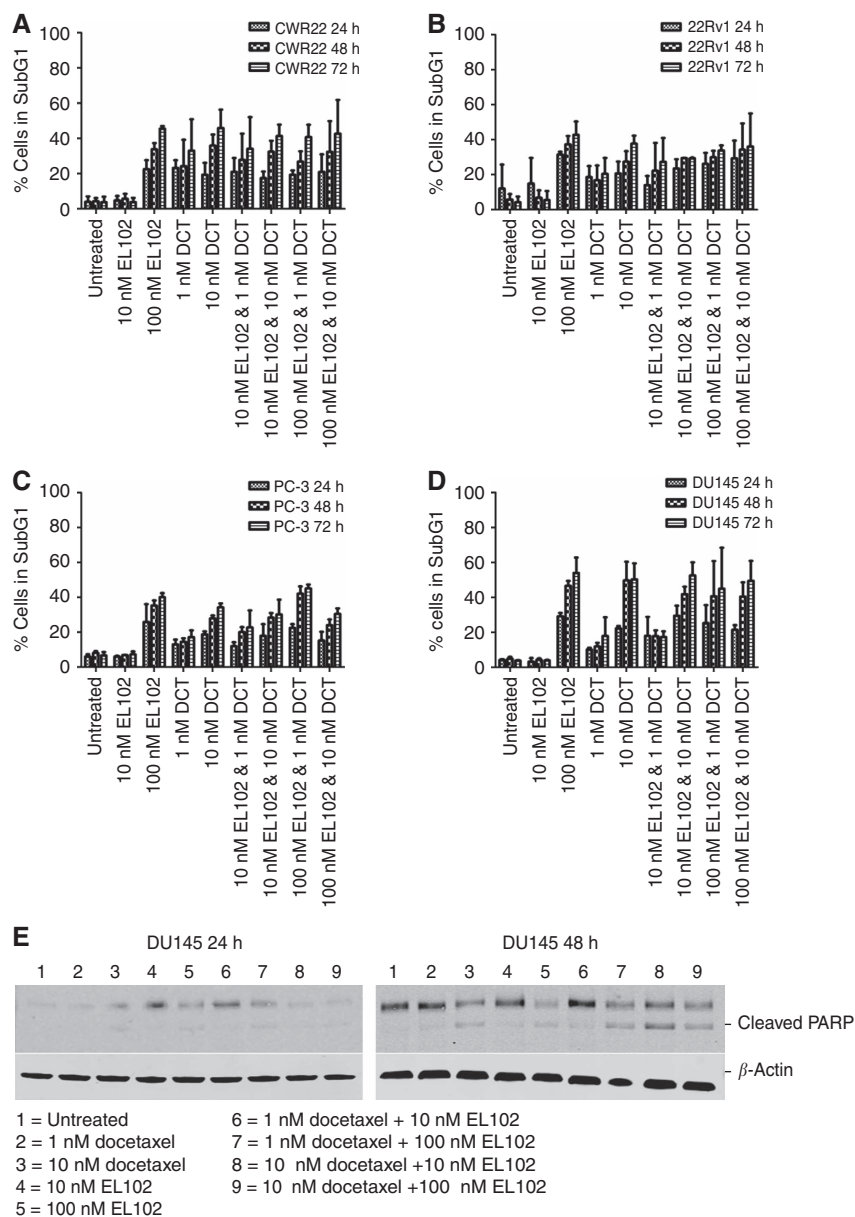 A
% Cells in SubG1
100
80
60
40
20
0
CWR22 24 h
CWR22 48 h
CWR22 72 h
Untreated
10 nM EL102
100 nM EL102
1 nM DCT
10 nM DCT
10 nM EL102 & 1 nM DCT
10 nM EL102 & 10 nM DCT
100 nM EL102 & 1 nM DCT
100 nM EL102 & 10 nM DCT
B
% Cells in SubG1
100
80
60
40
20
0
22Rv1 24 h
22Rv1 48 h
22Rv1 72 h
Untreated
10 nM EL102
100 nM EL102
1 nM DCT
10 nM DCT
10 nM EL102 & 1 nM DCT
10 nM EL102 & 10 nM DCT
100 nM EL102 & 1 nM DCT
100 nM EL102 & 10 nM DCT
C
% Cells in SubG1
100
80
60
40
20
0
PC-3 24 h
PC-3 48 h
PC-3 72 h
Untreated
10 nM EL102
100 nM EL102
1 nM DCT
10 nM DCT
10 nM EL102 & 1 nM DCT
10 nM EL102 & 10 nM DCT
100 nM EL102 & 1 nM DCT
100 nM EL102 & 10 nM DCT
D
% cells in SubG1
100
80
60
40
20
0
DU145 24 h
DU145 48 h
DU145 72 h
Untreated
10 nM EL102
100 nM EL102
1 nM DCT
10 nM DCT
10 nM EL102 & 1 nM DCT
10 nM EL102 & 10 nM DCT
100 nM EL102 & 1 nM DCT
100 nM EL102 & 10 nM DCT
E
DU145 24 h
DU145 48 h
1 2 3 4 5 6 7 8 9
1 2 3 4 5 6 7 8 9
Cleaved PARP
β-Actin
1 = Untreated
2 = 1 nM docetaxel
3 = 10 nM docetaxel
4 = 10 nM EL102
5 = 100 nM EL102
6 = 1 nM docetaxel + 10 nM EL102
7 = 1 nM docetaxel + 100 nM EL102
8 = 10 nM docetaxel +10 nM EL102
9 = 10 nM docetaxel +100 nM EL102